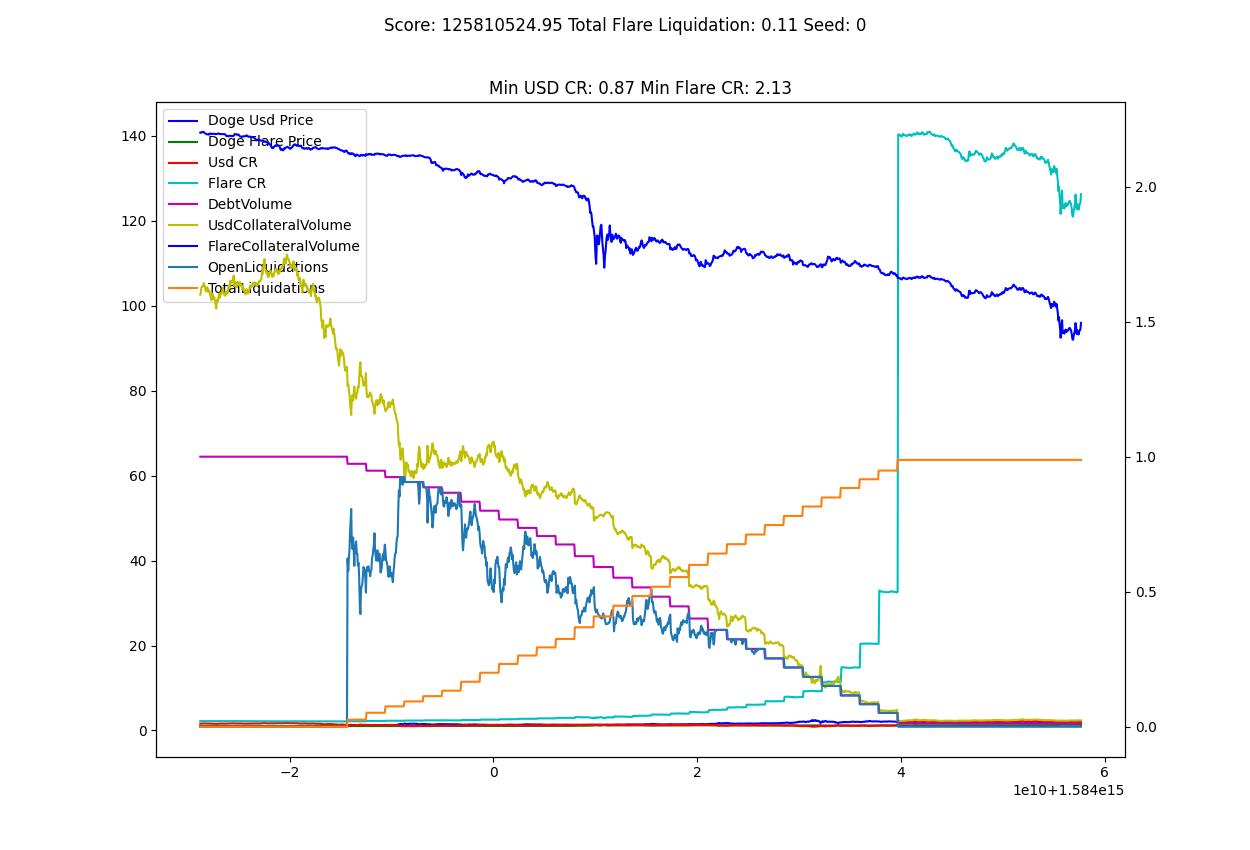 Score: 125810524.95 Total Flare Liquidation: 0.11 Seed: 0
Min USD CR: 0.87 Min Flare CR: 2.13
Doge Usd Price
Doge Flare Price
Usd CR
Flare CR
DebtVolume
UsdCollateralVolume
FlareCollateralVolume
OpenLiquidations
TotalLiquidations
140
120
100
80
60
40
20
0
2.0
1.5
1.0
0.5
0.0
−2
0
2
4
6
1e10+1.584e15